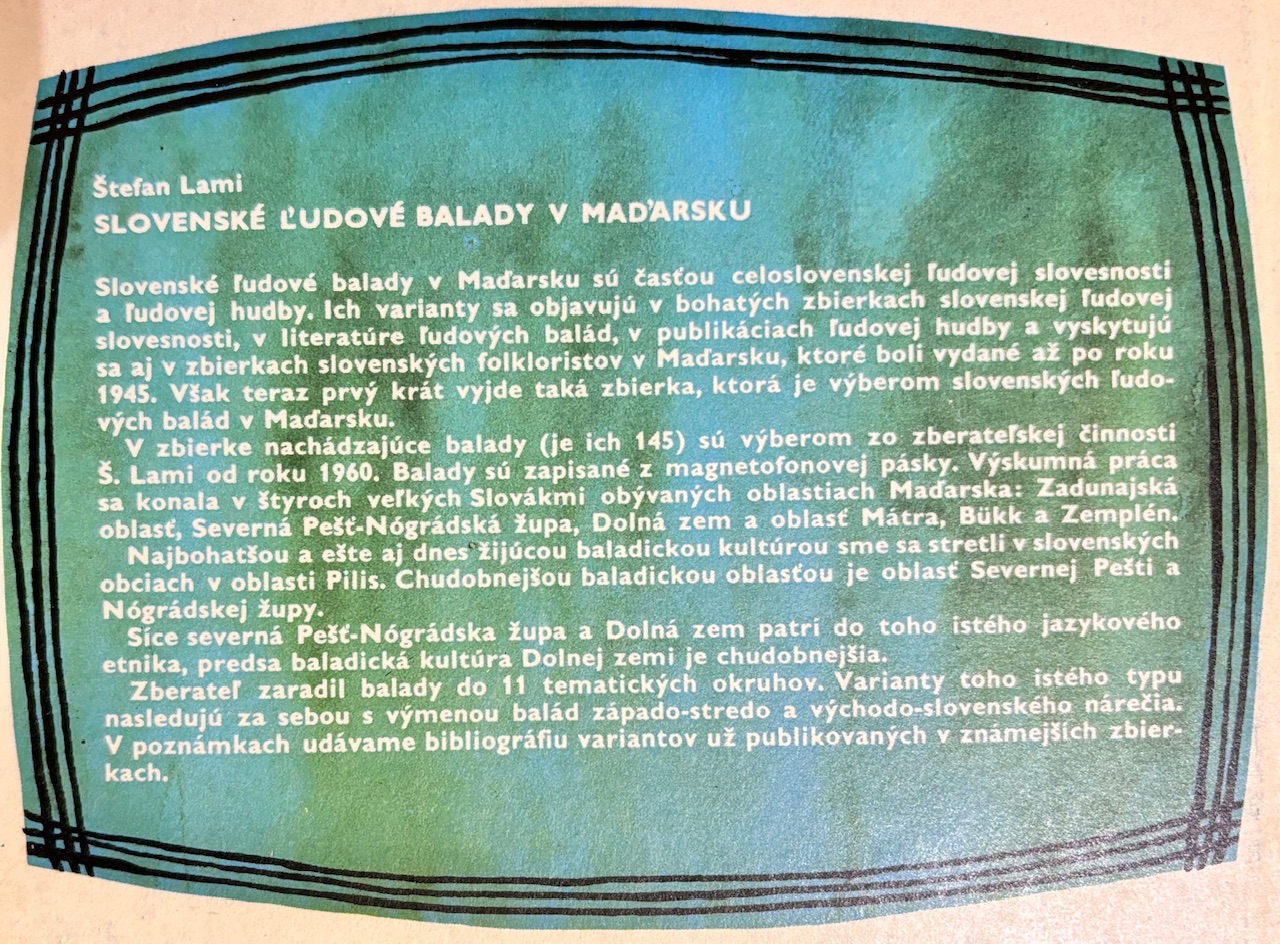 Štefan Lami
SLOVENSKÉ ĽUDOVÉ BALADY V MAĎARSKU
Slovenské ľudové balady v Maďarsku sú časťou celoslovenskej ľudovej slovesnosti
a ľudovej hudby. Ich varianty sa objavujú v bohatých zbierkach slovenskej ľudovej
slovesnosti, v literatúre ľudových balád, v publikáciach ľudovej hudby a vyskytujú
sa aj v zbierkach slovenských folkloristov v Maďarsku, ktoré boli vydané až po roku
1945. Však teraz prvý krát vyjde taká zbierka, ktorá je výberom slovenských ľudo-
vých balád v Maďarsku.
V zbierke nachádzajúce balady (je ich 145) sú výberom zo zberateľskej činnosti
Š. Lami od roku 1960. Balady sú zapisané z magnetofonovej pásky. Výskumná práca
sa konala v štyroch veľkých Slovákmi obývaných oblastiach Maďarska: Zadunajská
oblasť, Severná Pešť-Nógrádská župa, Dolná zem a oblasť Mátra, Bükk a Zemplén.
Najbohatšou a ešte aj dnes žijúcou baladickou kultúrou sme sa stretli v slovenských
obciach v oblasti Pilis. Chudobnejšou baladickou oblasťou je oblasť Severnej Pešti a
Nógrádskej župy.
Síce severná Pešť-Nógrádska župa a Dolná zem patrí do toho istého jazykového
etnika, predsa baladická kultúra Dolnej zemi je chudobnejšia.
Zberateľ zaradil balady do 11 tematických okruhov. Varianty toho istého typu
nasledujú za sebou s výmenou balád západo-stredo a východo-slovenského nárečia.
V poznámkach udávame bibliográfiu variantov už publikovaných v známejších zbier-
kach.